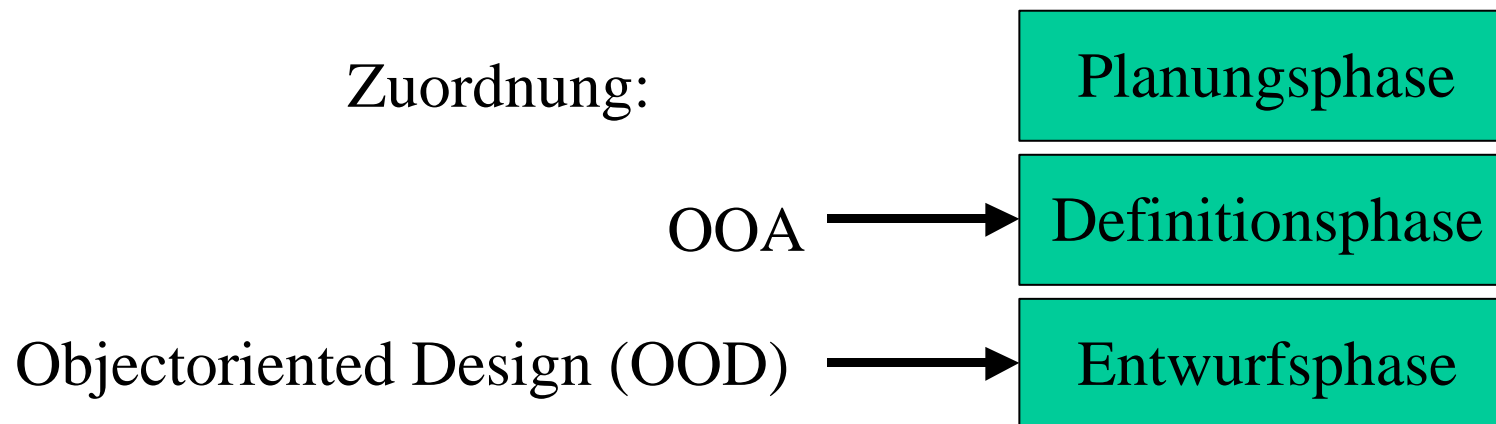 Zuordnung:
Planungsphase
OOA
Definitionsphase
Objectoriented Design (OOD)
Entwurfsphase